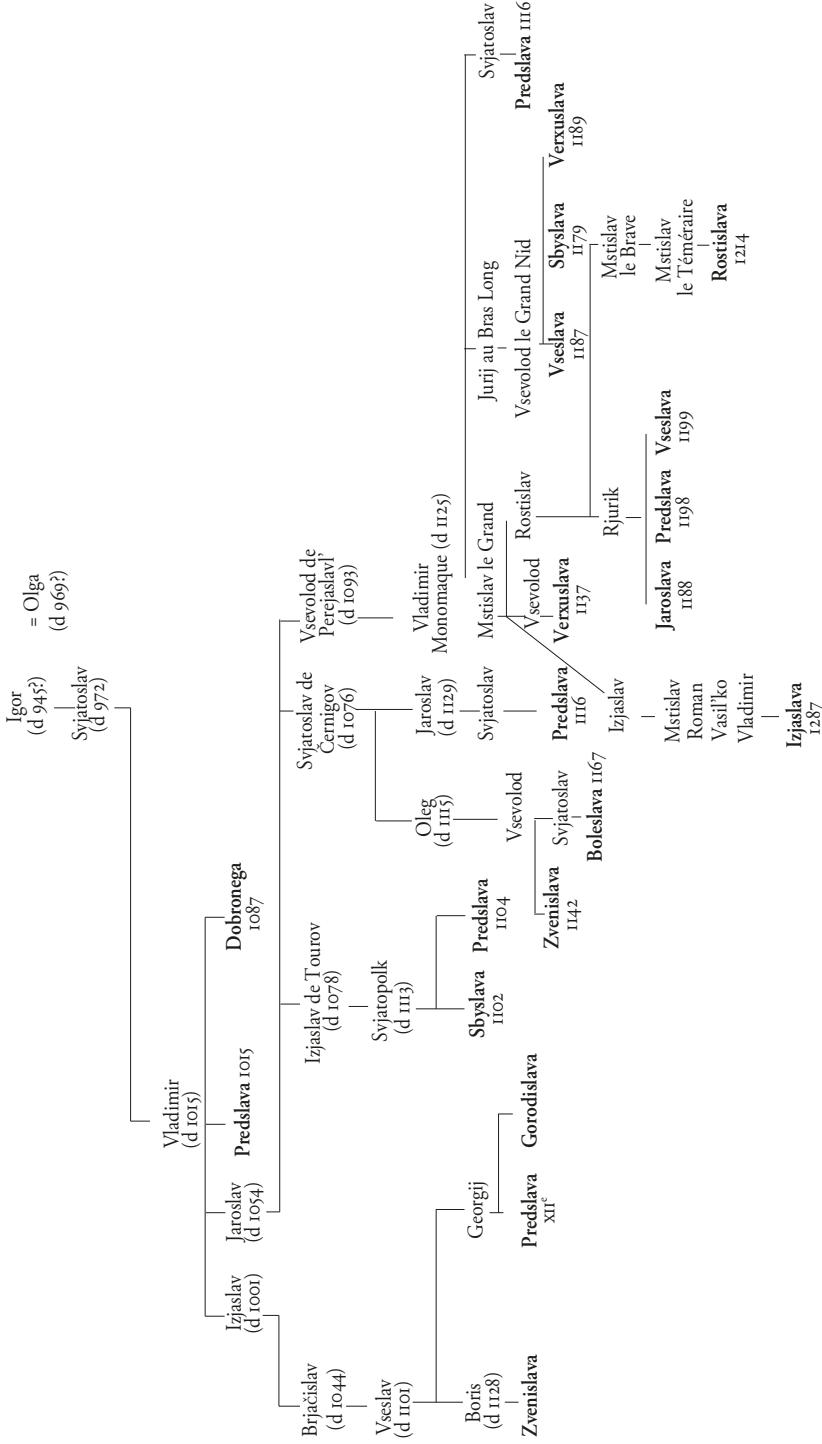 Igor
(d 945?)
= Olga
(d 969?)
Svjatoslav
(d 972)
Vladimir
(d 1015)
Izjaslav
(d 1001)
Jaroslav
(d 1054)
Predslava 1015
Dobronega
1087
Brjačislav
(d 1044)
Izjaslav de Tourov
(d 1078)
Svjatoslav de
Černigov
(d 1076)
Vsevolod de
Perejaslavl’
(d 1093)
Vseslav
(d 1101)
Svjatopolk
(d 1113)
Oleg
(d 1115)
Jaroslav
(d 1129)
Vladimir
Monomaque (d 1125)
Boris
(d 1128)
Georgij
Sbyslava
1102
Predslava
1104
Vsevolod
Svjatoslav
Mstislav le Grand
Jurij au Bras Long
Svjatoslav
Zvenislava
Predslava
XIIe
Gorodislava
Zvenislava
1142
Svjatoslav
Boleslava 1167
Predslava
1116
Vsevolod
Rostislav
Vsevolod le Grand Nid
Predslava 1116
Izjaslav
Verxuslava
1137
Vseslava
1187
Sbyslava
1179
Verxuslava
1189
Mstislav
Roman
Vasil’ko
Vladimir
Rjurik
Mstislav
le Brave
Izjaslava
1287
Jaroslava
1188
Predslava
1198
Vseslava
1199
Mstislav
le Téméraire
Rostislava
1214